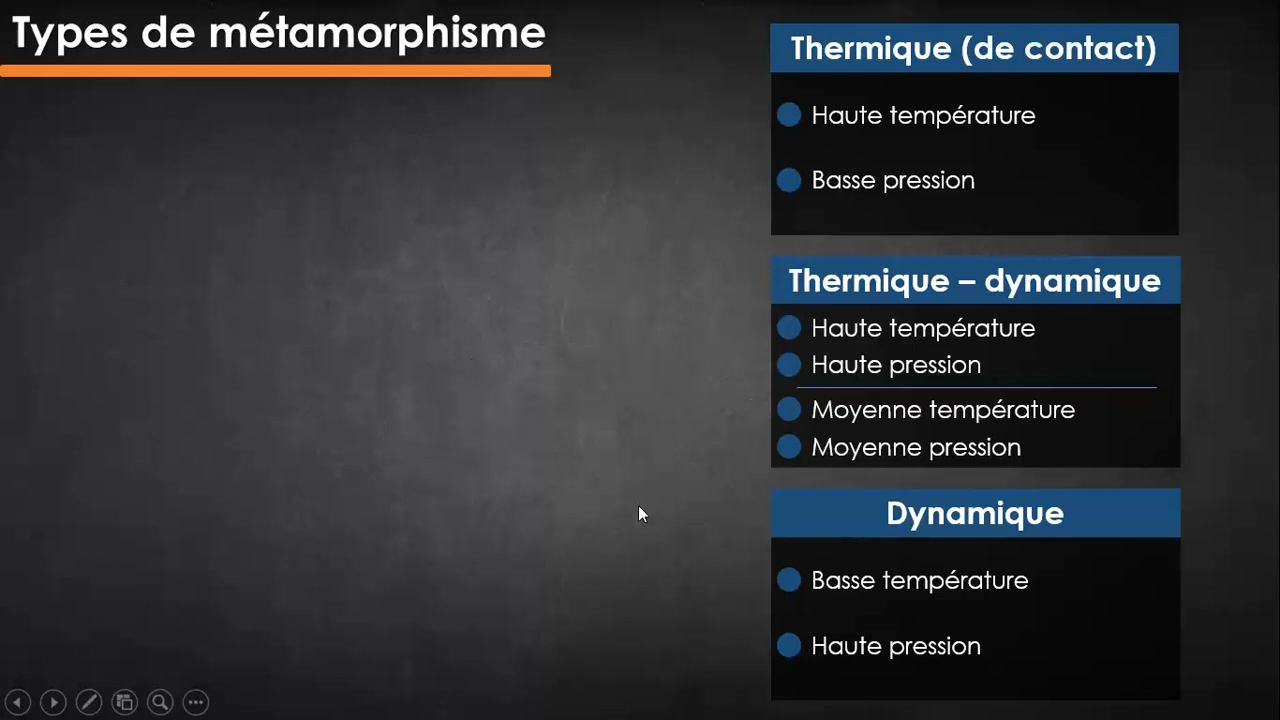 Types de métamorphisme
Thermique (de contact)
Haute température
Basse pression
Thermique – dynamique
Haute température
Haute pression
Moyenne température
Moyenne pression
Dynamique
Basse température
Haute pression